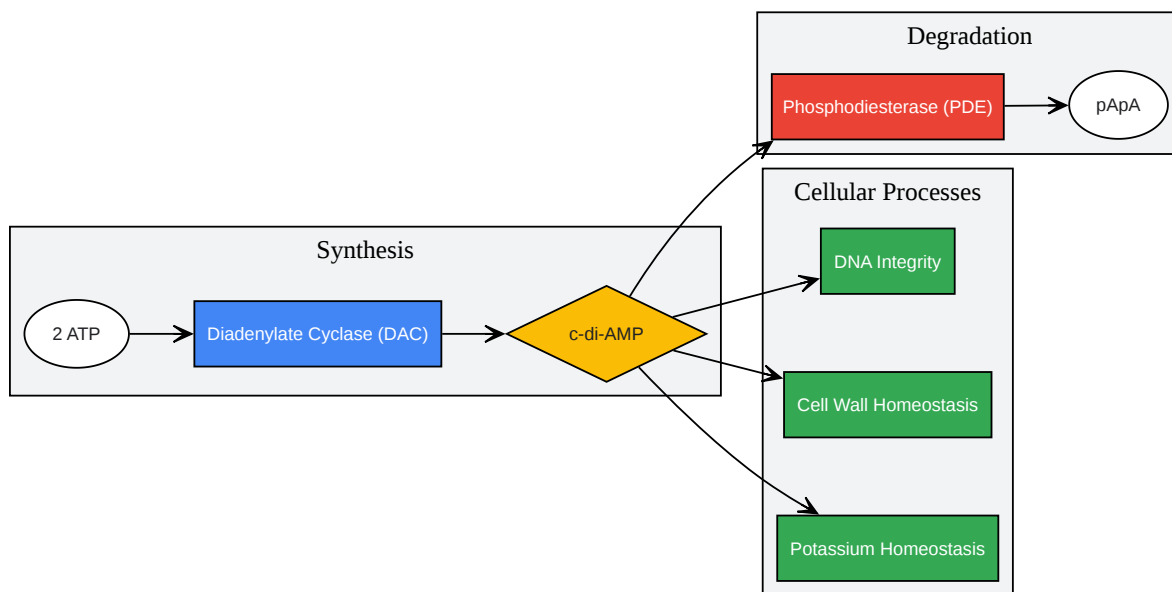 Degradation
Phosphodiesterase (PDE)
pApA
Cellular Processes
DNA Integrity
Synthesis
2 ATP
Diadenylate Cyclase (DAC)
c-di-AMP
Cell Wall Homeostasis
Potassium Homeostasis